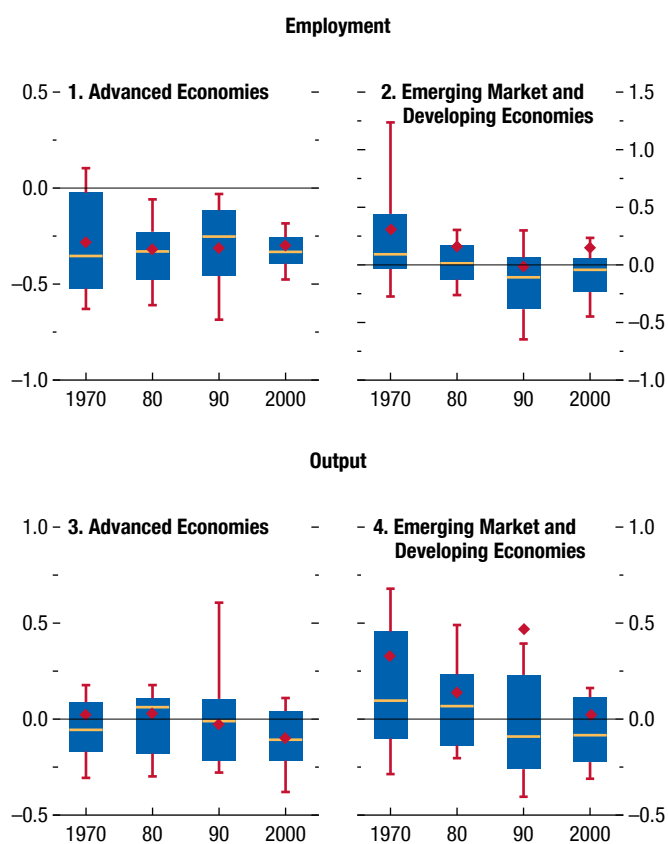 Employment
1. Advanced Economies
2. Emerging Market and
Developing Economies
0.5
0.0
–0.5
–1.0
1.5
1.0
0.5
0.0
–0.5
–1.0
1970 80 90 2000
1970 80 90 2000
Output
3. Advanced Economies
4. Emerging Market and
Developing Economies
1.0
0.5
0.0
–0.5
1.0
0.5
0.0
–0.5
1970 80 90 2000
1970 80 90 2000